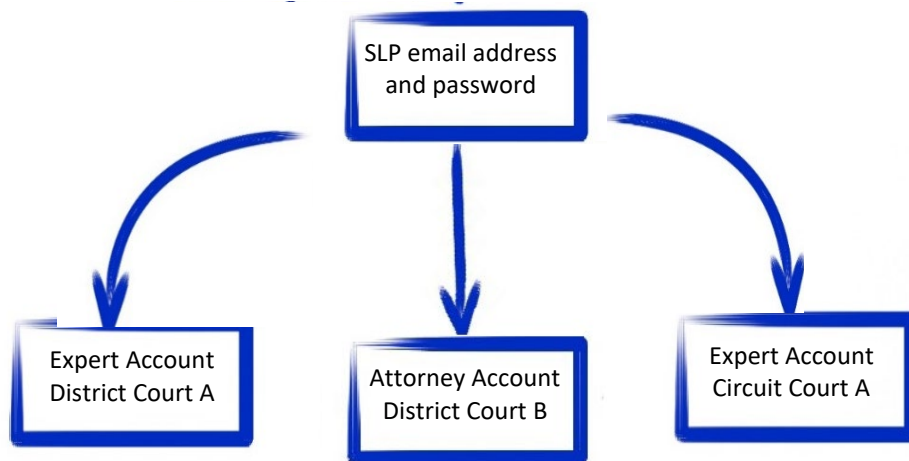 SLP email address
and password
Expert Account
District Court A
Attorney Account
District Court B
Expert Account
Circuit Court A